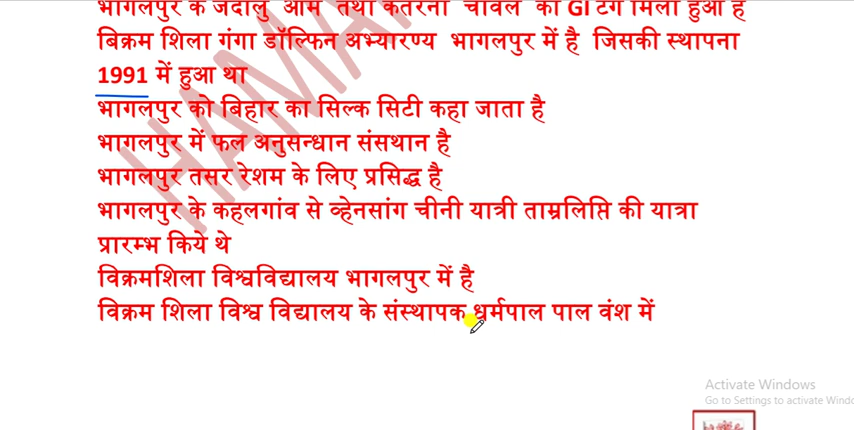 भागलपुर के जर्दालु आम तथा कतरनी चावल को GI टैग मिला हुआ है
बिक्रम शिला गंगा डॉल्फिन अभ्यारण्य भागलपुर में है जिसकी स्थापना
1991 में हुआ था
भागलपुर को बिहार का सिल्क सिटी कहा जाता है
भागलपुर में फल अनुसन्धान संसथान है
भागलपुर तसर रेशम के लिए प्रसिद्ध है
भागलपुर के कहलगांव से व्हेनसांग चीनी यात्री ताम्रलिप्ति की यात्रा
प्रारम्भ किये थे
विक्रमशिला विश्वविद्यालय भागलपुर में है
विक्रम शिला विश्व विद्यालय के संस्थापक धर्मपाल पाल वंश में
HAMA
Activate Windows
Go to Settings to activate Windo